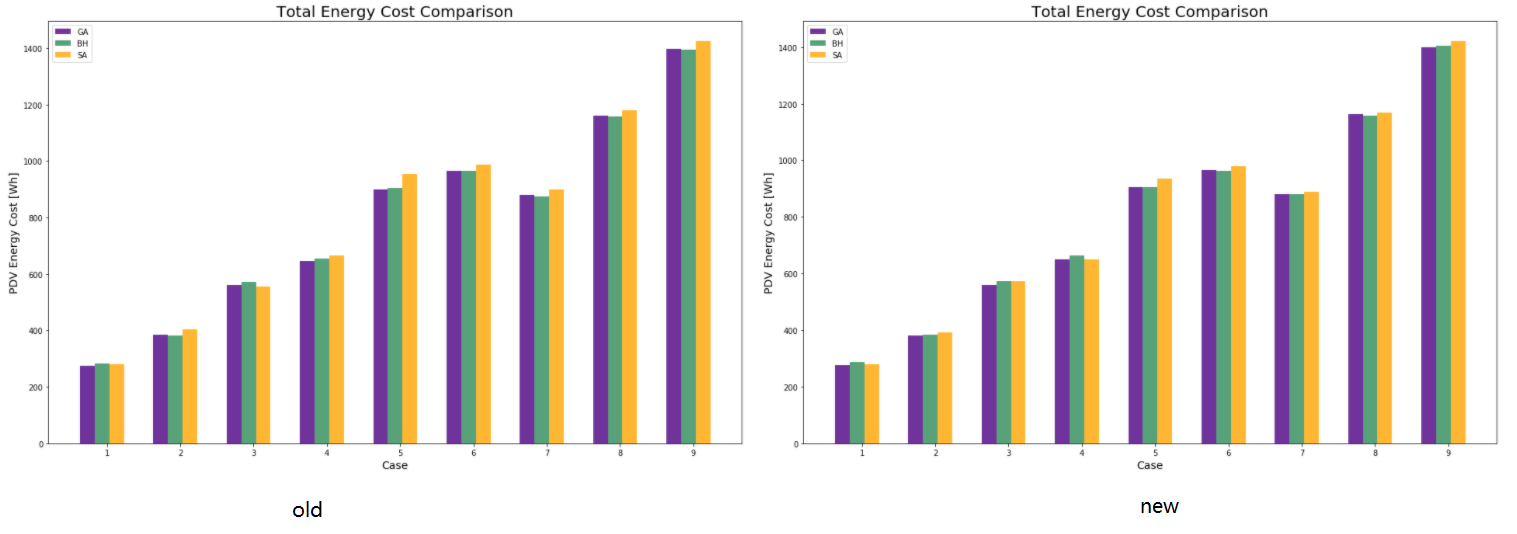 Total Energy Cost Comparison
GA
BH
SA
1400
1200
1000
800
600
400
200
0
PDV Energy Cost [Wh]
1 2 3 4 5 6 7 8 9
Case
old
Total Energy Cost Comparison
GA
BH
SA
1400
1200
1000
800
600
400
200
0
PDV Energy Cost [Wh]
1 2 3 4 5 6 7 8 9
Case
new